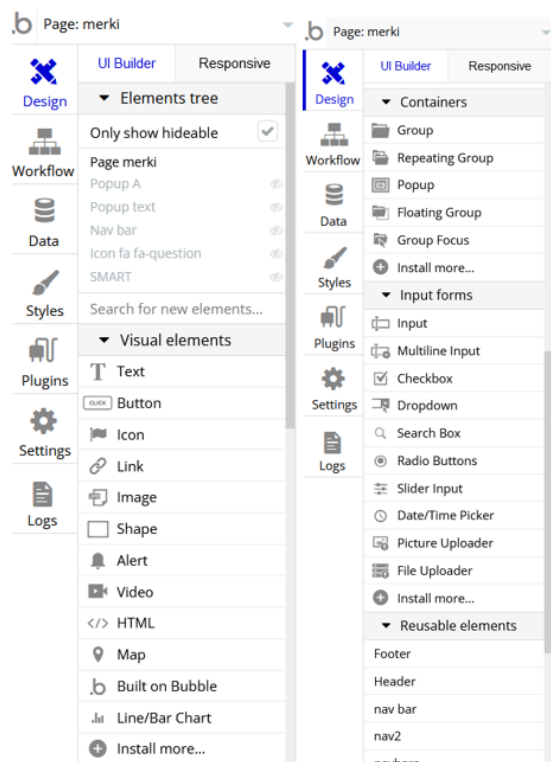 .b Page: merki
UI Builder
Responsive
Design
Workflow
Data
Styles
Plugins
Settings
Logs
Elements tree
Only show hideable
Page merki
Popup A
Popup text
Nav bar
Icon fa fa-question
SMART
Search for new elements...
Visual elements
Text
CLICK Button
Icon
Link
Image
Shape
Alert
Video
</> HTML
Map
.b Built on Bubble
Line/Bar Chart
Install more...
.b Page: merki
UI Builder
Responsive
Design
Workflow
Data
Styles
Plugins
Settings
Logs
Containers
Group
Repeating Group
Popup
Floating Group
Group Focus
Install more...
Input forms
Input
Multiline Input
Checkbox
Dropdown
Search Box
Radio Buttons
Slider Input
Date/Time Picker
Picture Uploader
File Uploader
Install more...
Reusable elements
Footer
Header
nav bar
nav2